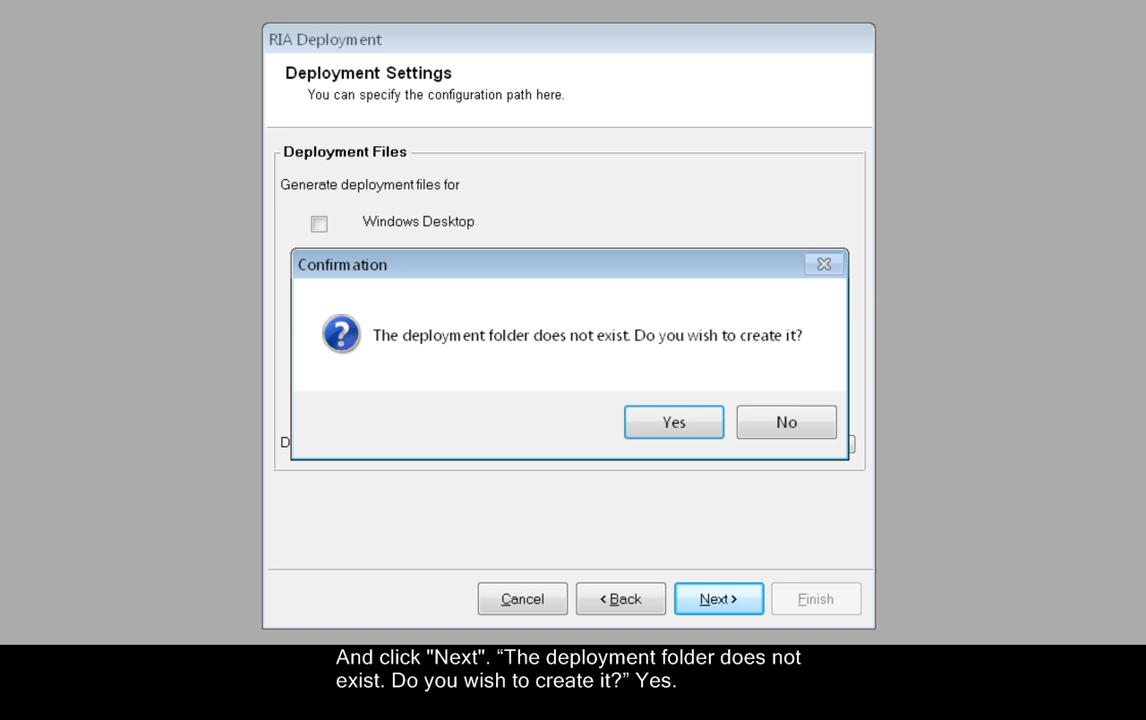 RIA Deployment
Deployment Settings
You can specify the configuration path here.
Deployment Files
Generate deployment files for
Windows Desktop
Confirmation
The deployment folder does not exist. Do you wish to create it?
Yes
No
D
Cancel
< Back
Next >
Finish
And click "Next". “The deployment folder does not
exist. Do you wish to create it?” Yes.